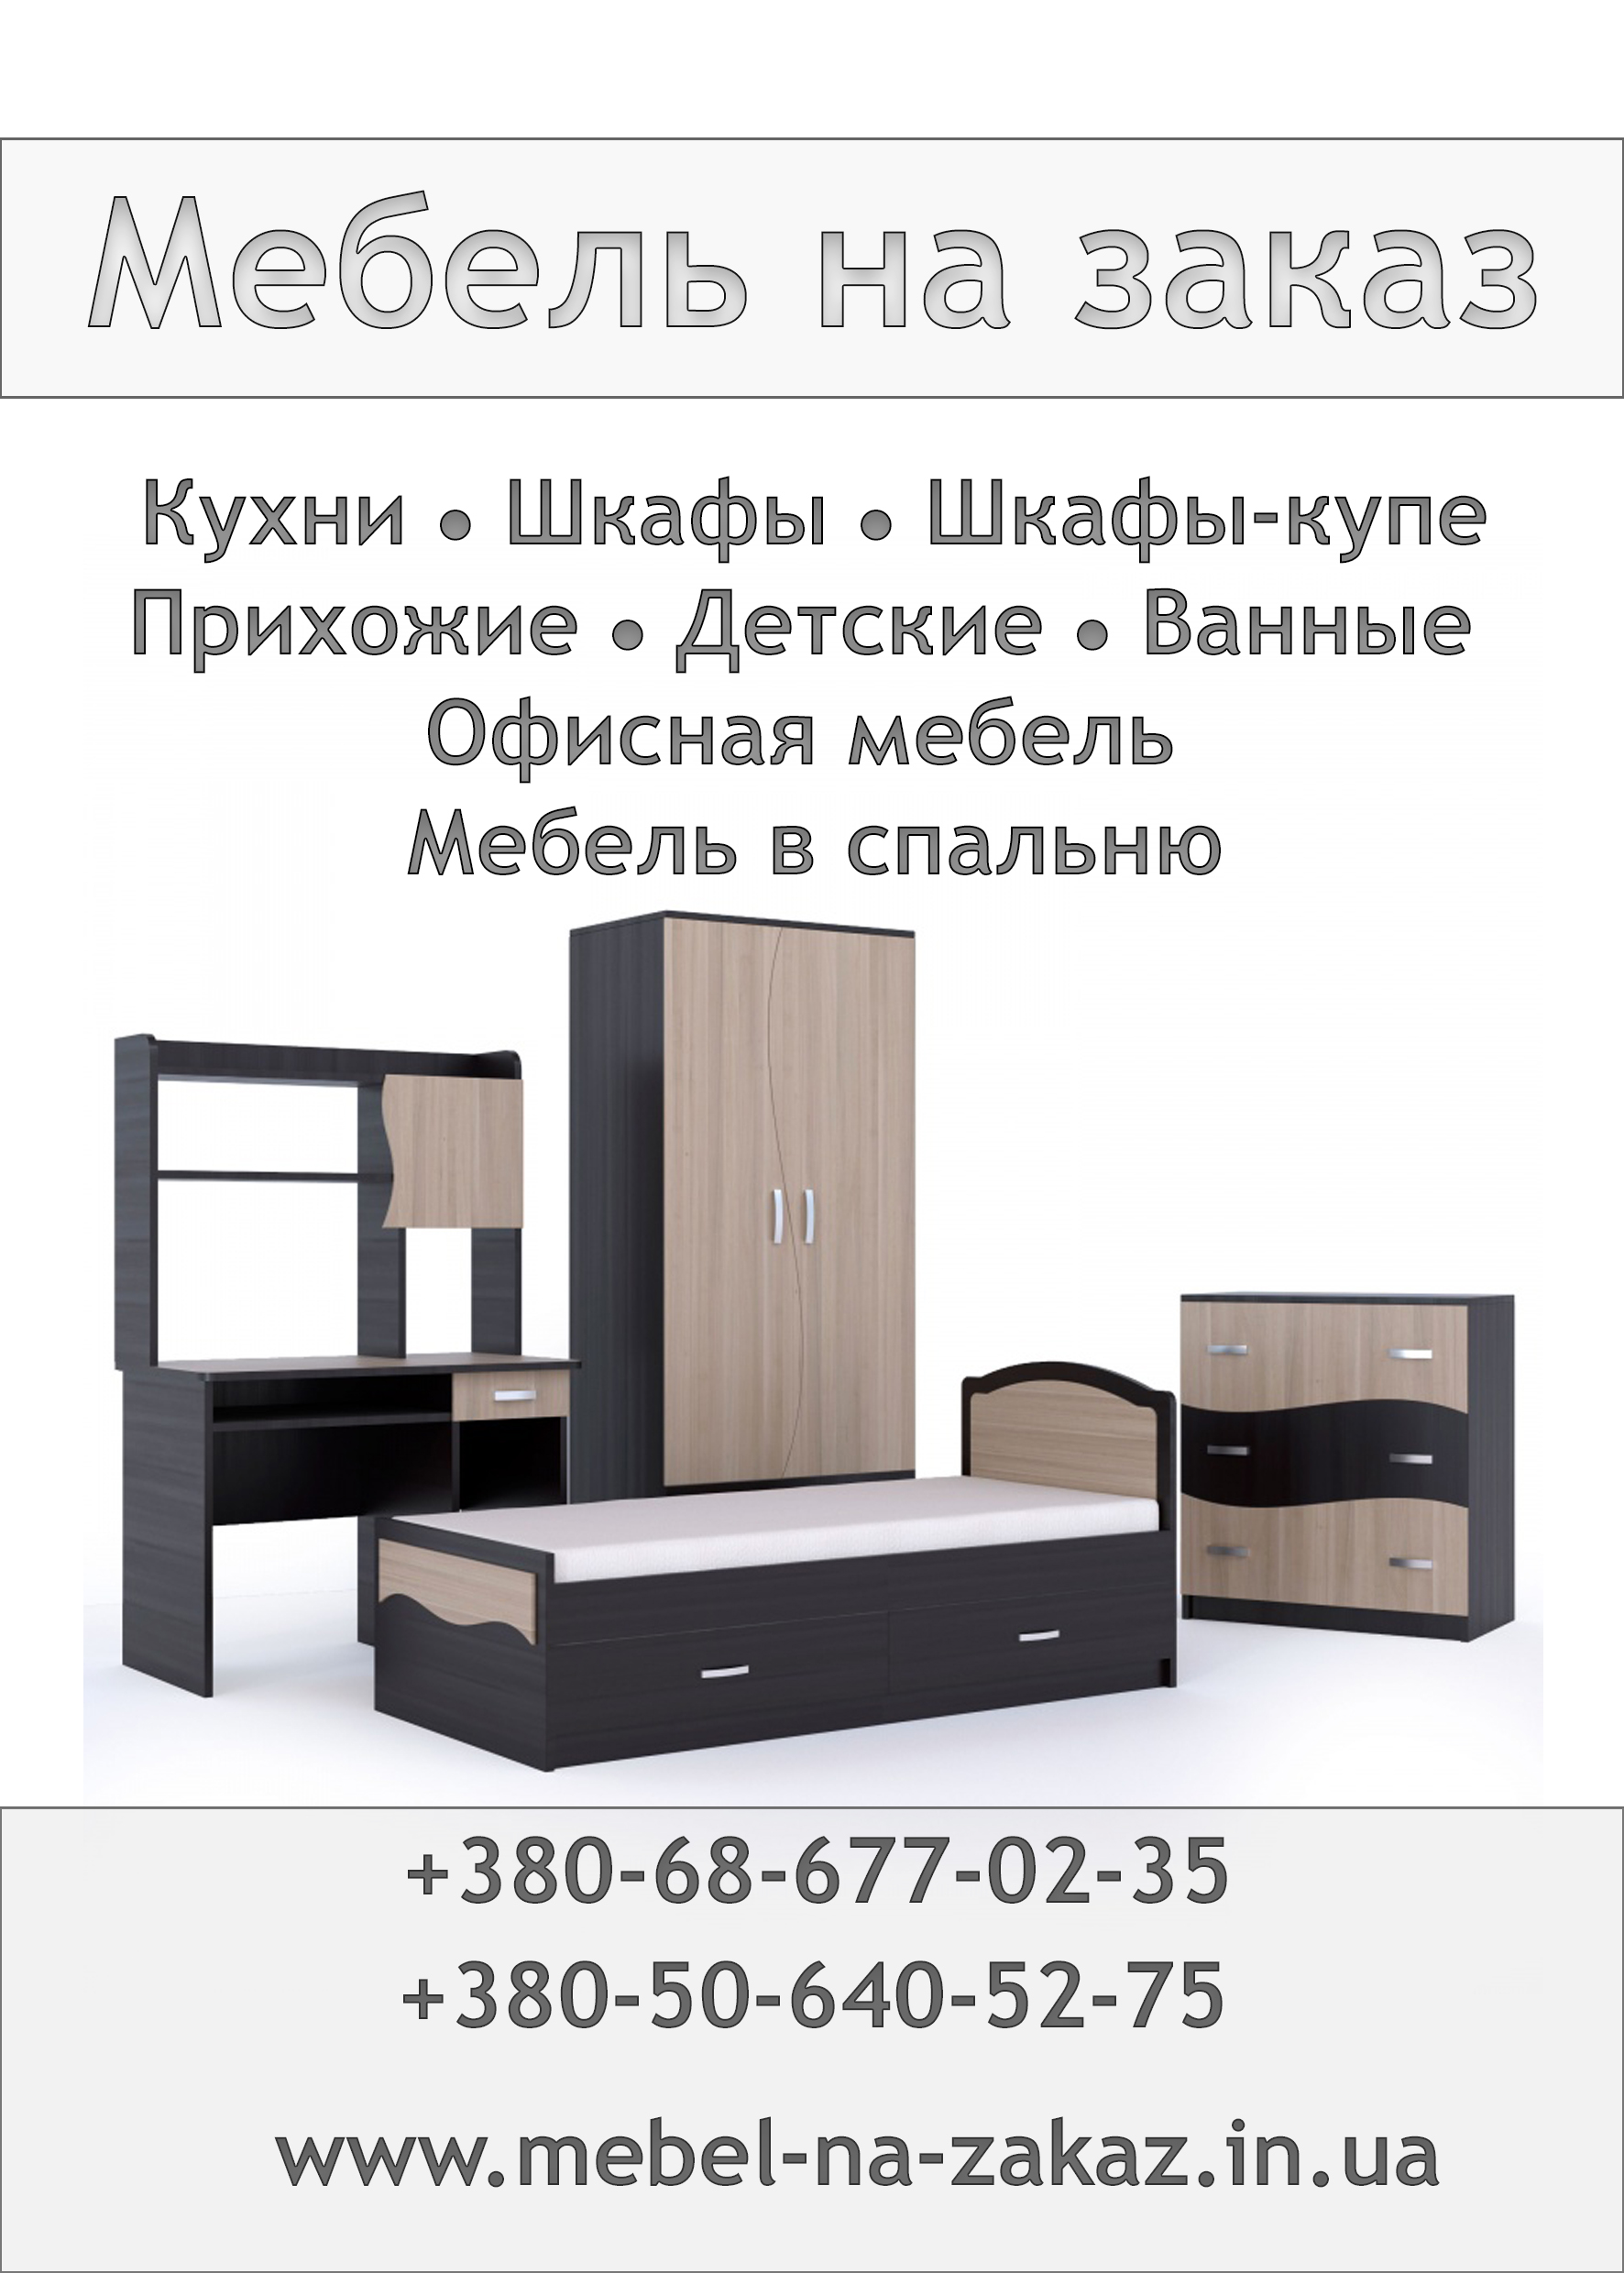 Мебель на заказ
Кухни • Шкафы • Шкафы-купе
Прихожие • Детские • Ванные
Офисная мебель
Мебель в спальню
+380-68-677-02-35
+380-50-640-52-75
www.mebel-na-zakaz.in.ua